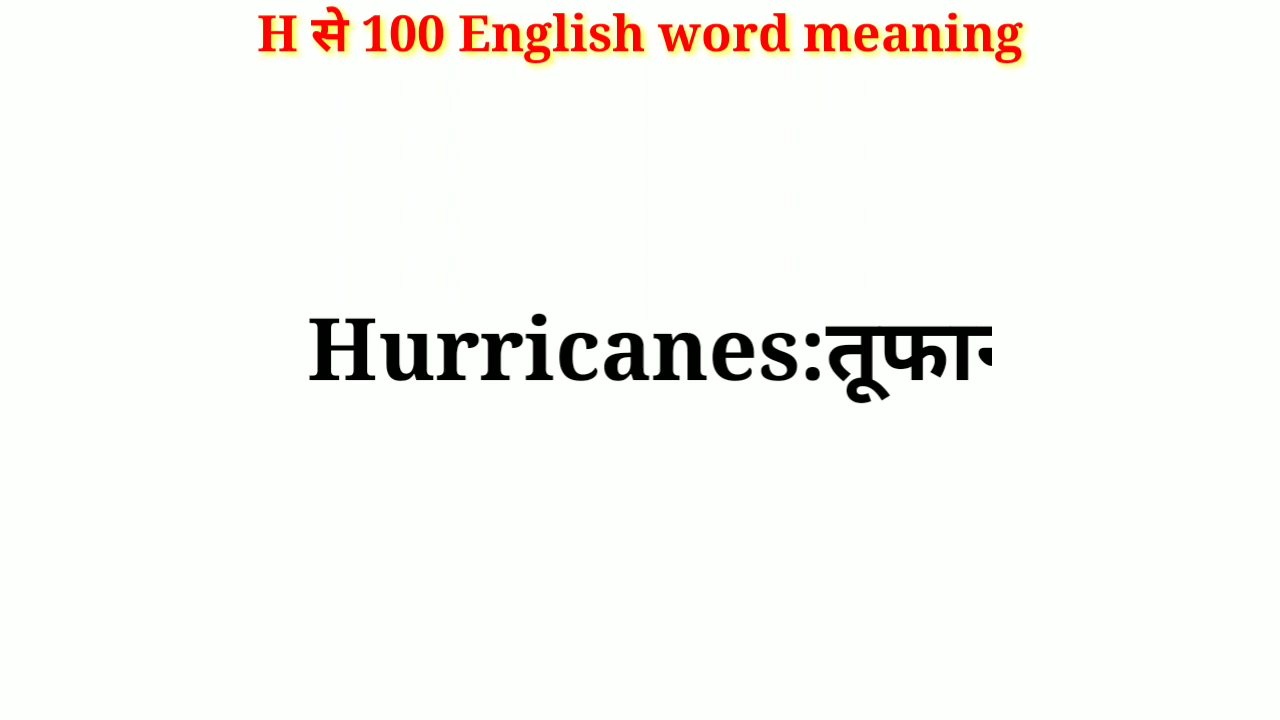 H से 100 English word meaning
Hurricanes:तूफान